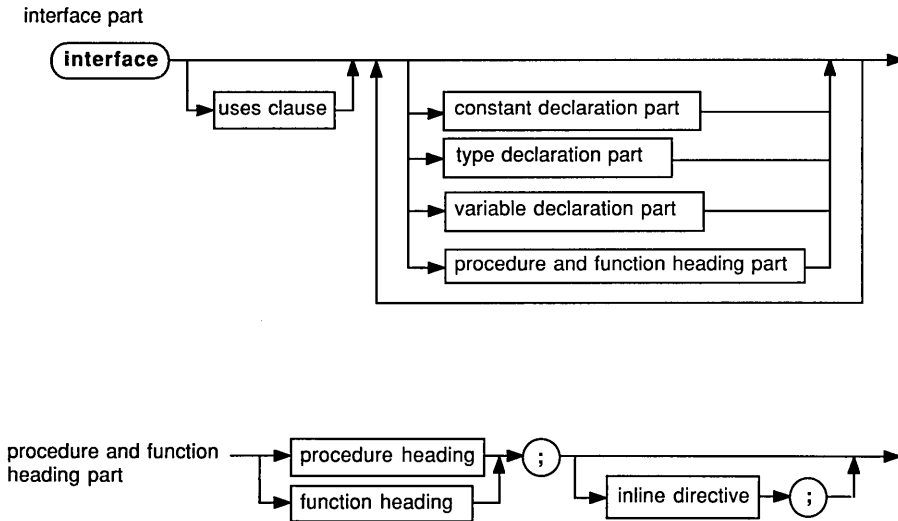 interface part
interface
uses clause
constant declaration part
type declaration part
variable declaration part
procedure and function heading part
procedure and function
heading part
procedure heading
;
function heading
inline directive
;